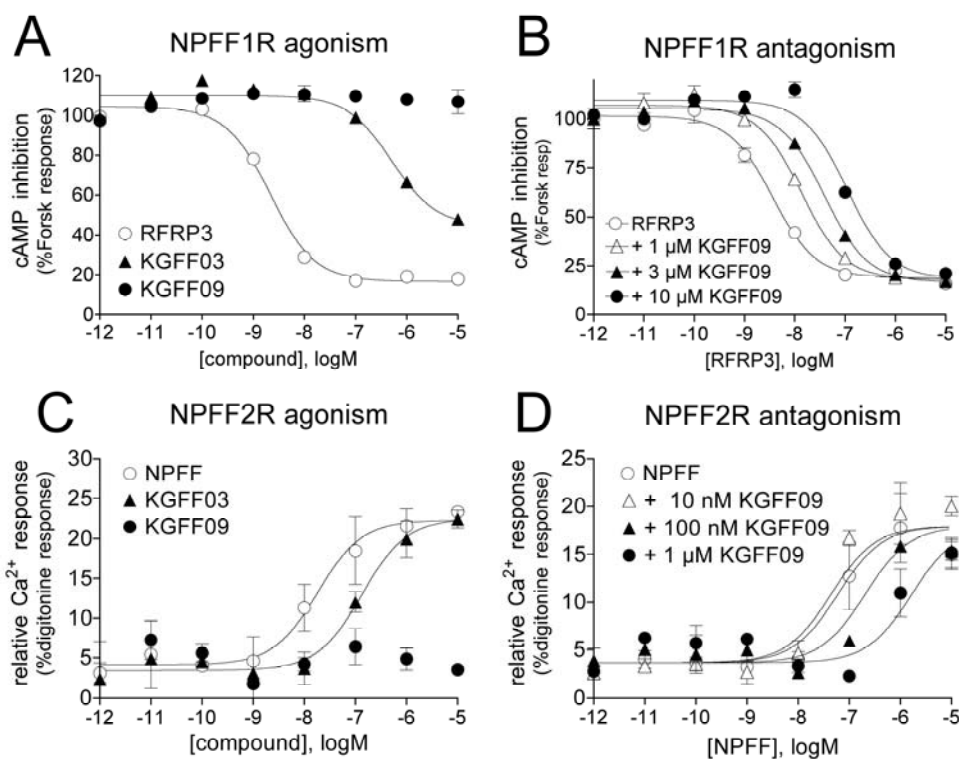 A
NPFF1R agonism
cAMP inhibition
(%Forsk response)
120
100
80
60
40
20
0
RFRP3
KGFF03
KGFF09
-12 -11 -10 -9 -8 -7 -6 -5
[compound], logM
B
NPFF1R antagonism
cAMP inhibition
(%Forsk resp)
100
75
50
25
0
RFRP3
+ 1 µM KGFF09
+ 3 µM KGFF09
+ 10 µM KGFF09
-12 -11 -10 -9 -8 -7 -6 -5
[RFRP3], logM
C
NPFF2R agonism
relative Ca2+ response
(%digitonine response)
30
25
20
15
10
5
0
NPFF
KGFF03
KGFF09
-12 -11 -10 -9 -8 -7 -6 -5
[compound], logM
D
NPFF2R antagonism
relative Ca2+ response
(%digitonine response)
25
20
15
10
5
0
NPFF
+ 10 nM KGFF09
+ 100 nM KGFF09
+ 1 µM KGFF09
-12 -11 -10 -9 -8 -7 -6 -5
[NPFF], logM